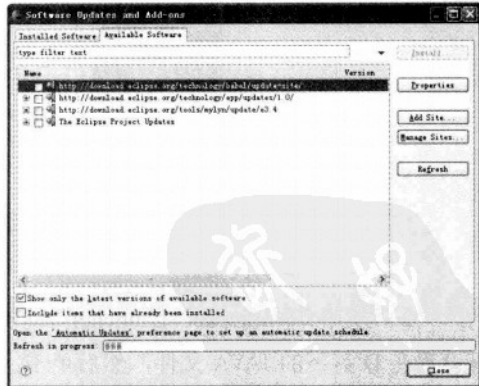 Software Updates and Add-ons
Installed Software Available Software
type filter text
Install
Name Version
http://download.eclipse.org/technology/babel/update-site/
http://download.eclipse.org/technology/epp/updates/1.0/
http://download.eclipse.org/tools/mylyn/update/e3.4
The Eclipse Project Updates
Properties
Add Site...
Manage Sites...
Refresh
Show only the latest versions of available software
Include items that have already been installed
Open the 'Automatic Updates' preference page to set up an automatic update schedule.
Refresh in progress:
Close